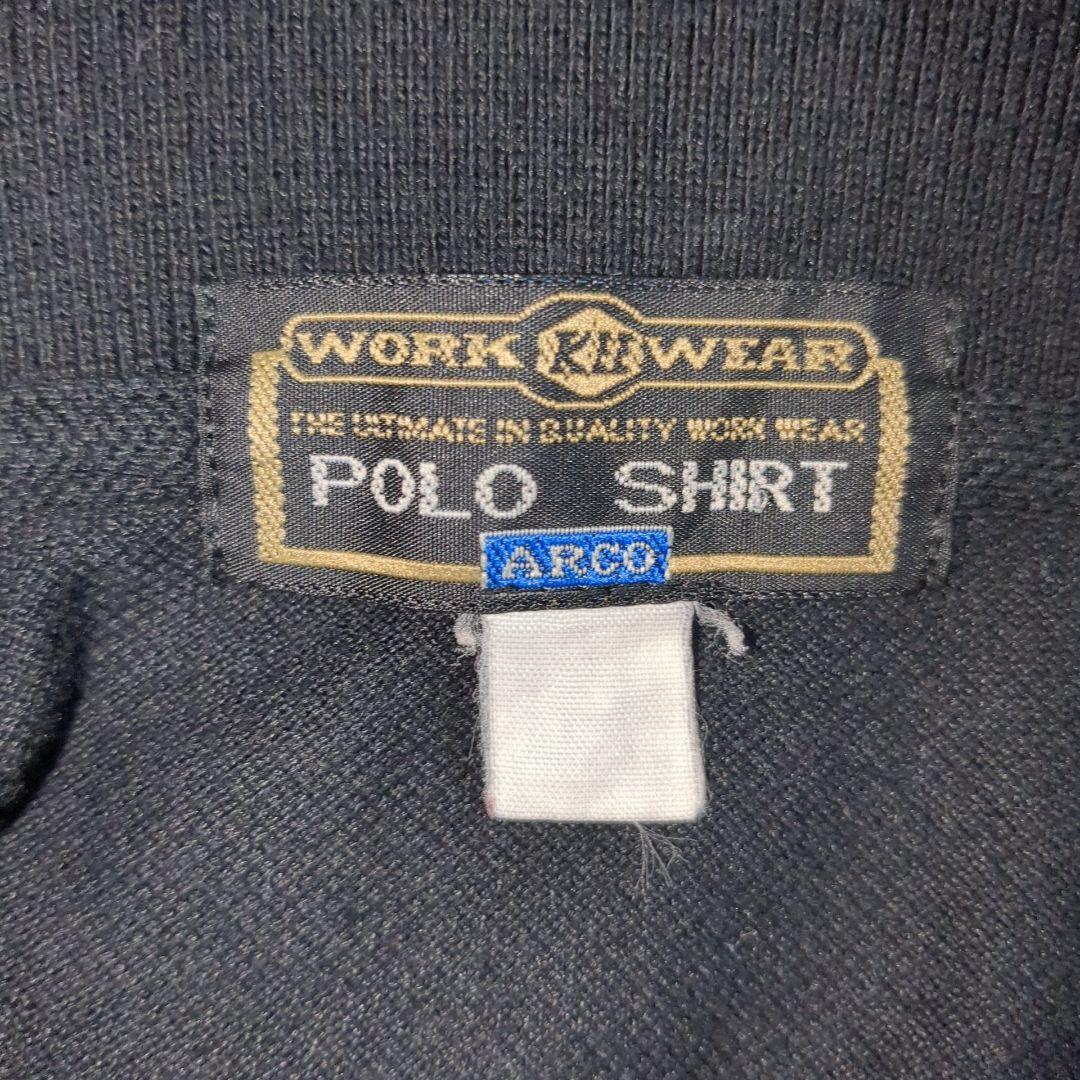 WORK WEAR
THE ULTIMATE IN QUALITY WORK WEAR
POLO SHIRT
ARCO